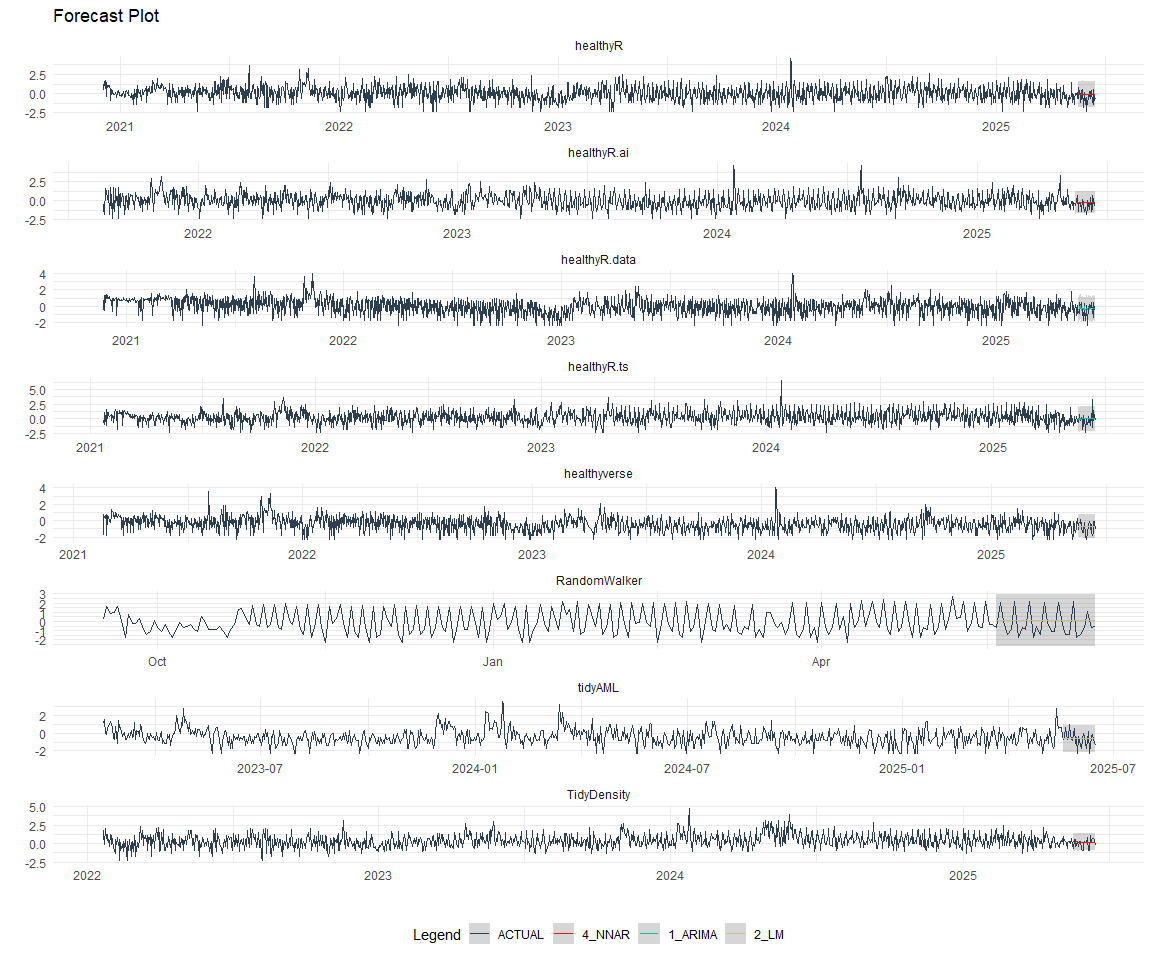 Forecast Plot
healthyR
2.5
0.0
-2.5
2021 2022 2023 2024 2025
healthyR.ai
2.5
0.0
-2.5
2022 2023 2024 2025
healthyR.data
4
2
0
-2
2021 2022 2023 2024 2025
healthyR.ts
5.0
2.5
0.0
-2.5
2021 2022 2023 2024 2025
healthyverse
4
2
0
-2
2021 2022 2023 2024 2025
RandomWalker
3
2
1
0
-1
-2
Oct Jan Apr
tidyAML
2
0
-2
2023-07 2024-01 2024-07 2025-01 2025-07
TidyDensity
5.0
2.5
0.0
-2.5
2022 2023 2024 2025
Legend ACTUAL 4_NNAR 1_ARIMA 2_LM